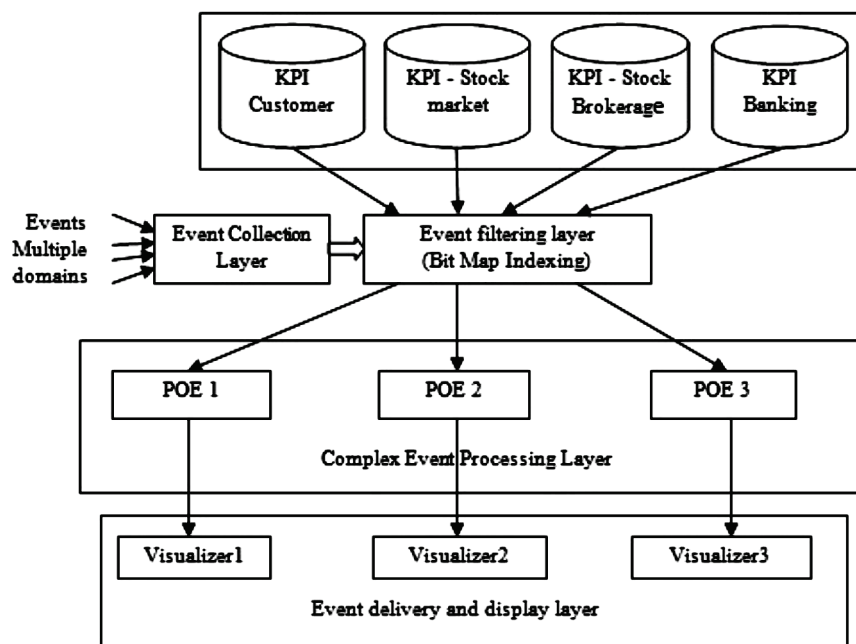 KPI
Customer
KPI - Stock
market
KPI - Stock
Brokerage
KPI
Banking
Events
Multiple
domains
Event Collection
Layer
Event filtering layer
(Bit Map Indexing)
POE 1
POE 2
POE 3
Complex Event Processing Layer
Visualizer1
Visualizer2
Visualizer3
Event delivery and display layer